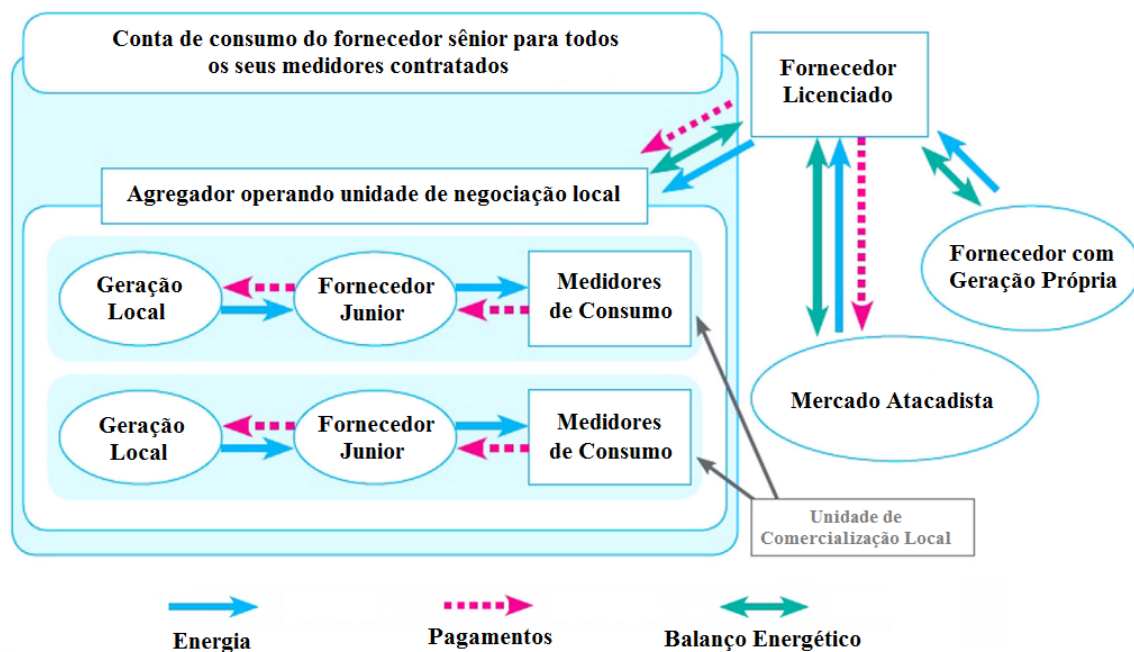 Conta de consumo do fornecedor sênior para todos
os seus medidores contratados
Fornecedor
Licenciado
Agregador operando unidade de negociação local
Geração
Local
Fornecedor
Junior
Medidores
de Consumo
Fornecedor com
Geração Própria
Mercado Atacadista
Geração
Local
Fornecedor
Junior
Medidores
de Consumo
Unidade de
Comercialização Local
Energia
Pagamentos
Balanço Energético